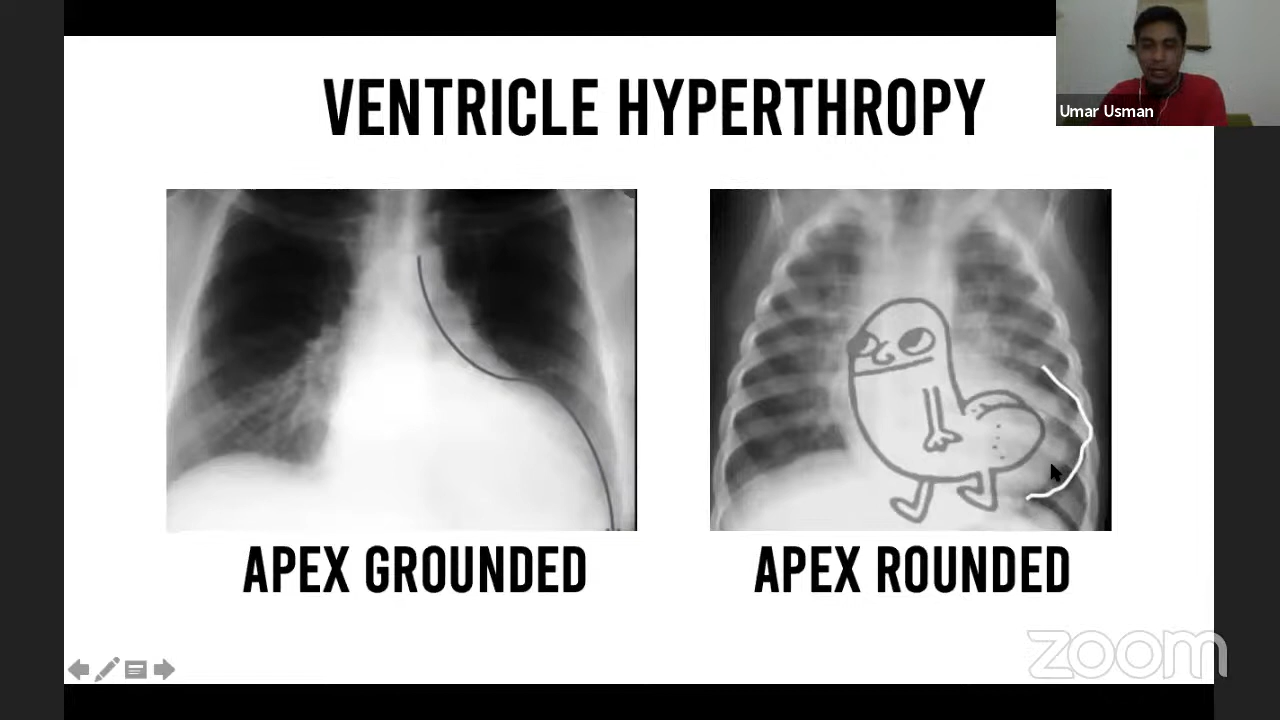 VENTRICLE HYPERTHROPY
Umar Usman
APEX GROUNDED
APEX ROUNDED
zoom